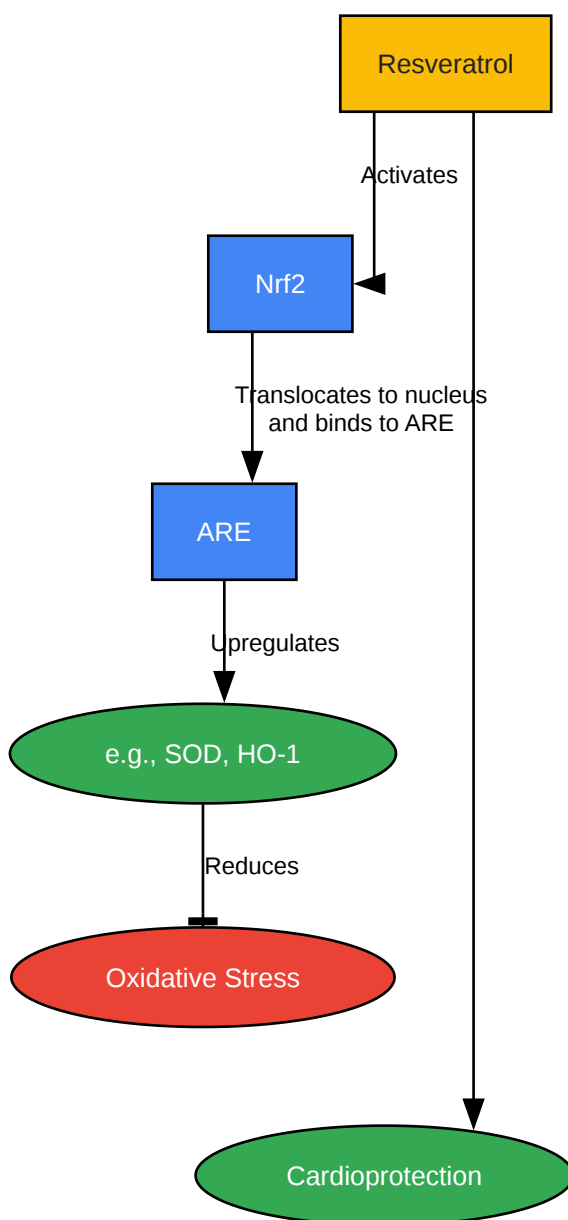 Resveratrol
Activates
Nrf2
Translocates to nucleus
and binds to ARE
ARE
Upregulates
e.g., SOD, HO-1
Reduces
Oxidative Stress
Cardioprotection